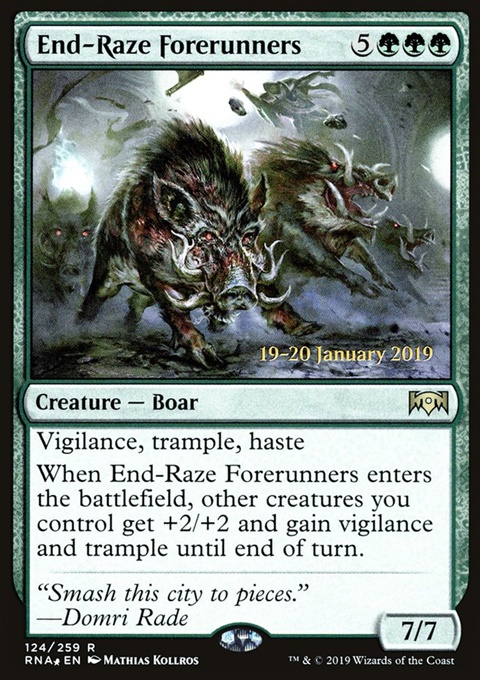 End-Raze Forerunners 5
19–20 January 2019
Creature — Boar
Vigilance, trample, haste
When End-Raze Forerunners enters
the battlefield, other creatures you
control get +2/+2 and gain vigilance
and trample until end of turn.
“Smash this city to pieces.”
—Domri Rade
7/7
124/259 R
RNA★EN Mathias Kollros
™ & © 2019 Wizards of the Coast